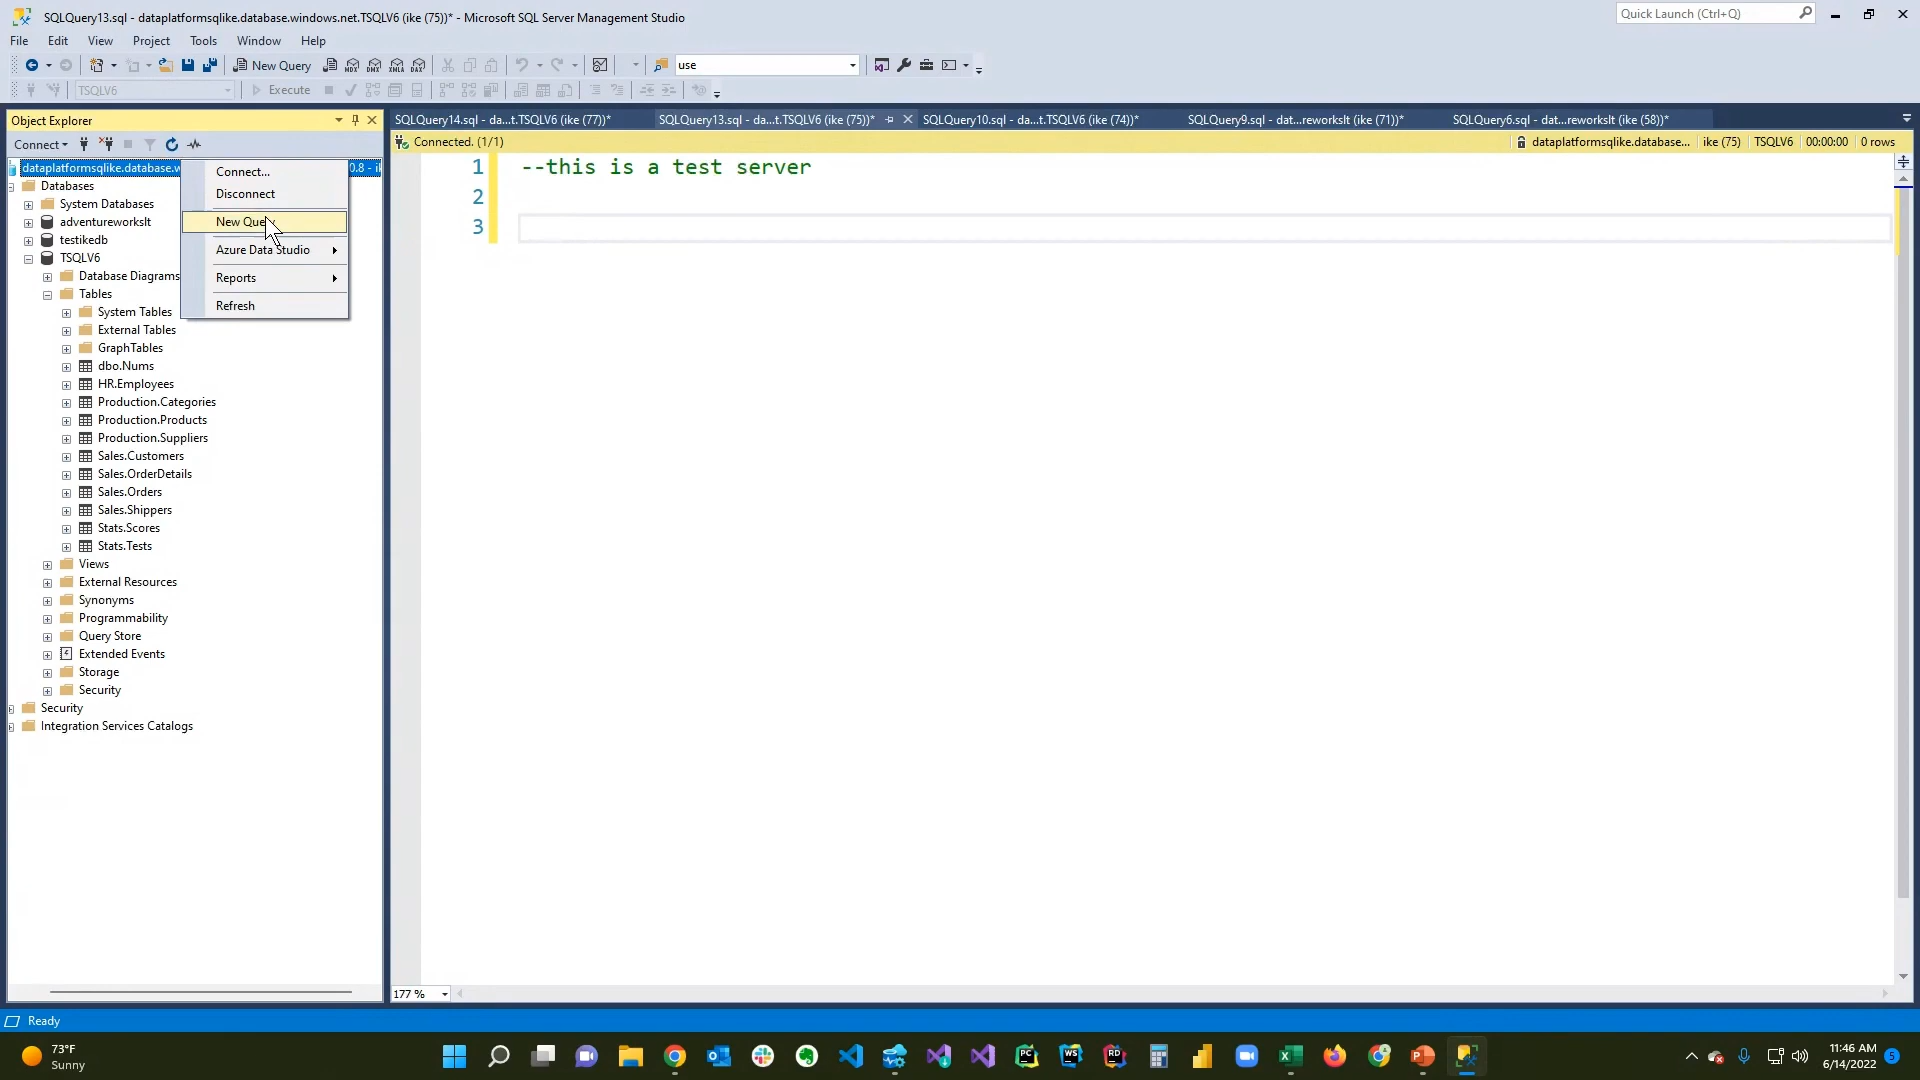 SQLQuery13.sql - dataplatformsqlike.database.windows.net.TSQLV6 (ike (75))* - Microsoft SQL Server Management Studio
Quick Launch (Ctrl+Q)
File Edit View Project Tools Window Help
New Query
use
TSQLV6
Execute
Object Explorer
SQLQuery14.sql - da...t.TSQLV6 (ike (77))*
SQLQuery13.sql - da...t.TSQLV6 (ike (75))*
SQLQuery10.sql - da...t.TSQLV6 (ike (74))*
SQLQuery9.sql - dat...reworkslt (ike (71))*
SQLQuery6.sql - dat...reworkslt (ike (58))*
Connect
Connected. (1/1)
dataplatformsqlike.database... ike (75) TSQLV6 00:00:00 0 rows
dataplatformsqlike.database.w
0.8 - ik
Databases
System Databases
adventureworkslt
testikedb
TSQLV6
Database Diagrams
Tables
System Tables
External Tables
GraphTables
dbo.Nums
HR.Employees
Production.Categories
Production.Products
Production.Suppliers
Sales.Customers
Sales.OrderDetails
Sales.Orders
Sales.Shippers
Stats.Scores
Stats.Tests
Views
External Resources
Synonyms
Programmability
Query Store
Extended Events
Storage
Security
Security
Integration Services Catalogs
Connect...
Disconnect
New Query
Azure Data Studio
Reports
Refresh
1 --this is a test server
2
3
177 %
Ready
73°F
Sunny
PC
WS
RD
11:46 AM
6/14/2022
5